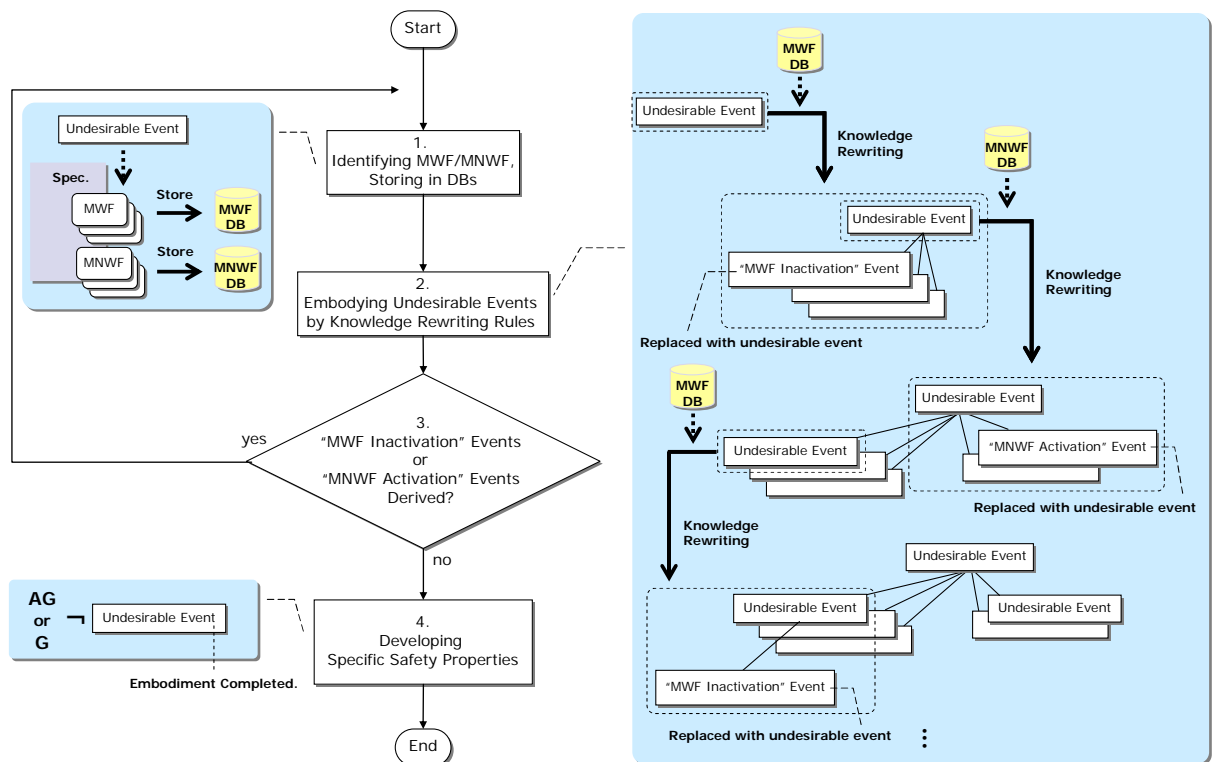 Start
Undesirable Event
Spec.
MWF
MNWF
Store
MWF
DB
Store
MNWF
DB
1.
Identifying MWF/MNWF,
Storing in DBs
2.
Embodying Undesirable Events
by Knowledge Rewriting Rules
3.
“MWF Inactivation” Events
or
“MNWF Activation” Events
Derived?
yes
no
AG
or
G
¬
Undesirable Event
Embodiment Completed.
4.
Developing
Specific Safety Properties
End
MWF
DB
Undesirable Event
Knowledge
Rewriting
MNWF
DB
Undesirable Event
“MWF Inactivation” Event
Knowledge
Rewriting
Replaced with undesirable event
MWF
DB
Undesirable Event
Undesirable Event
“MNWF Activation” Event
Replaced with undesirable event
Knowledge
Rewriting
Undesirable Event
Undesirable Event
Undesirable Event
“MWF Inactivation” Event
Replaced with undesirable event